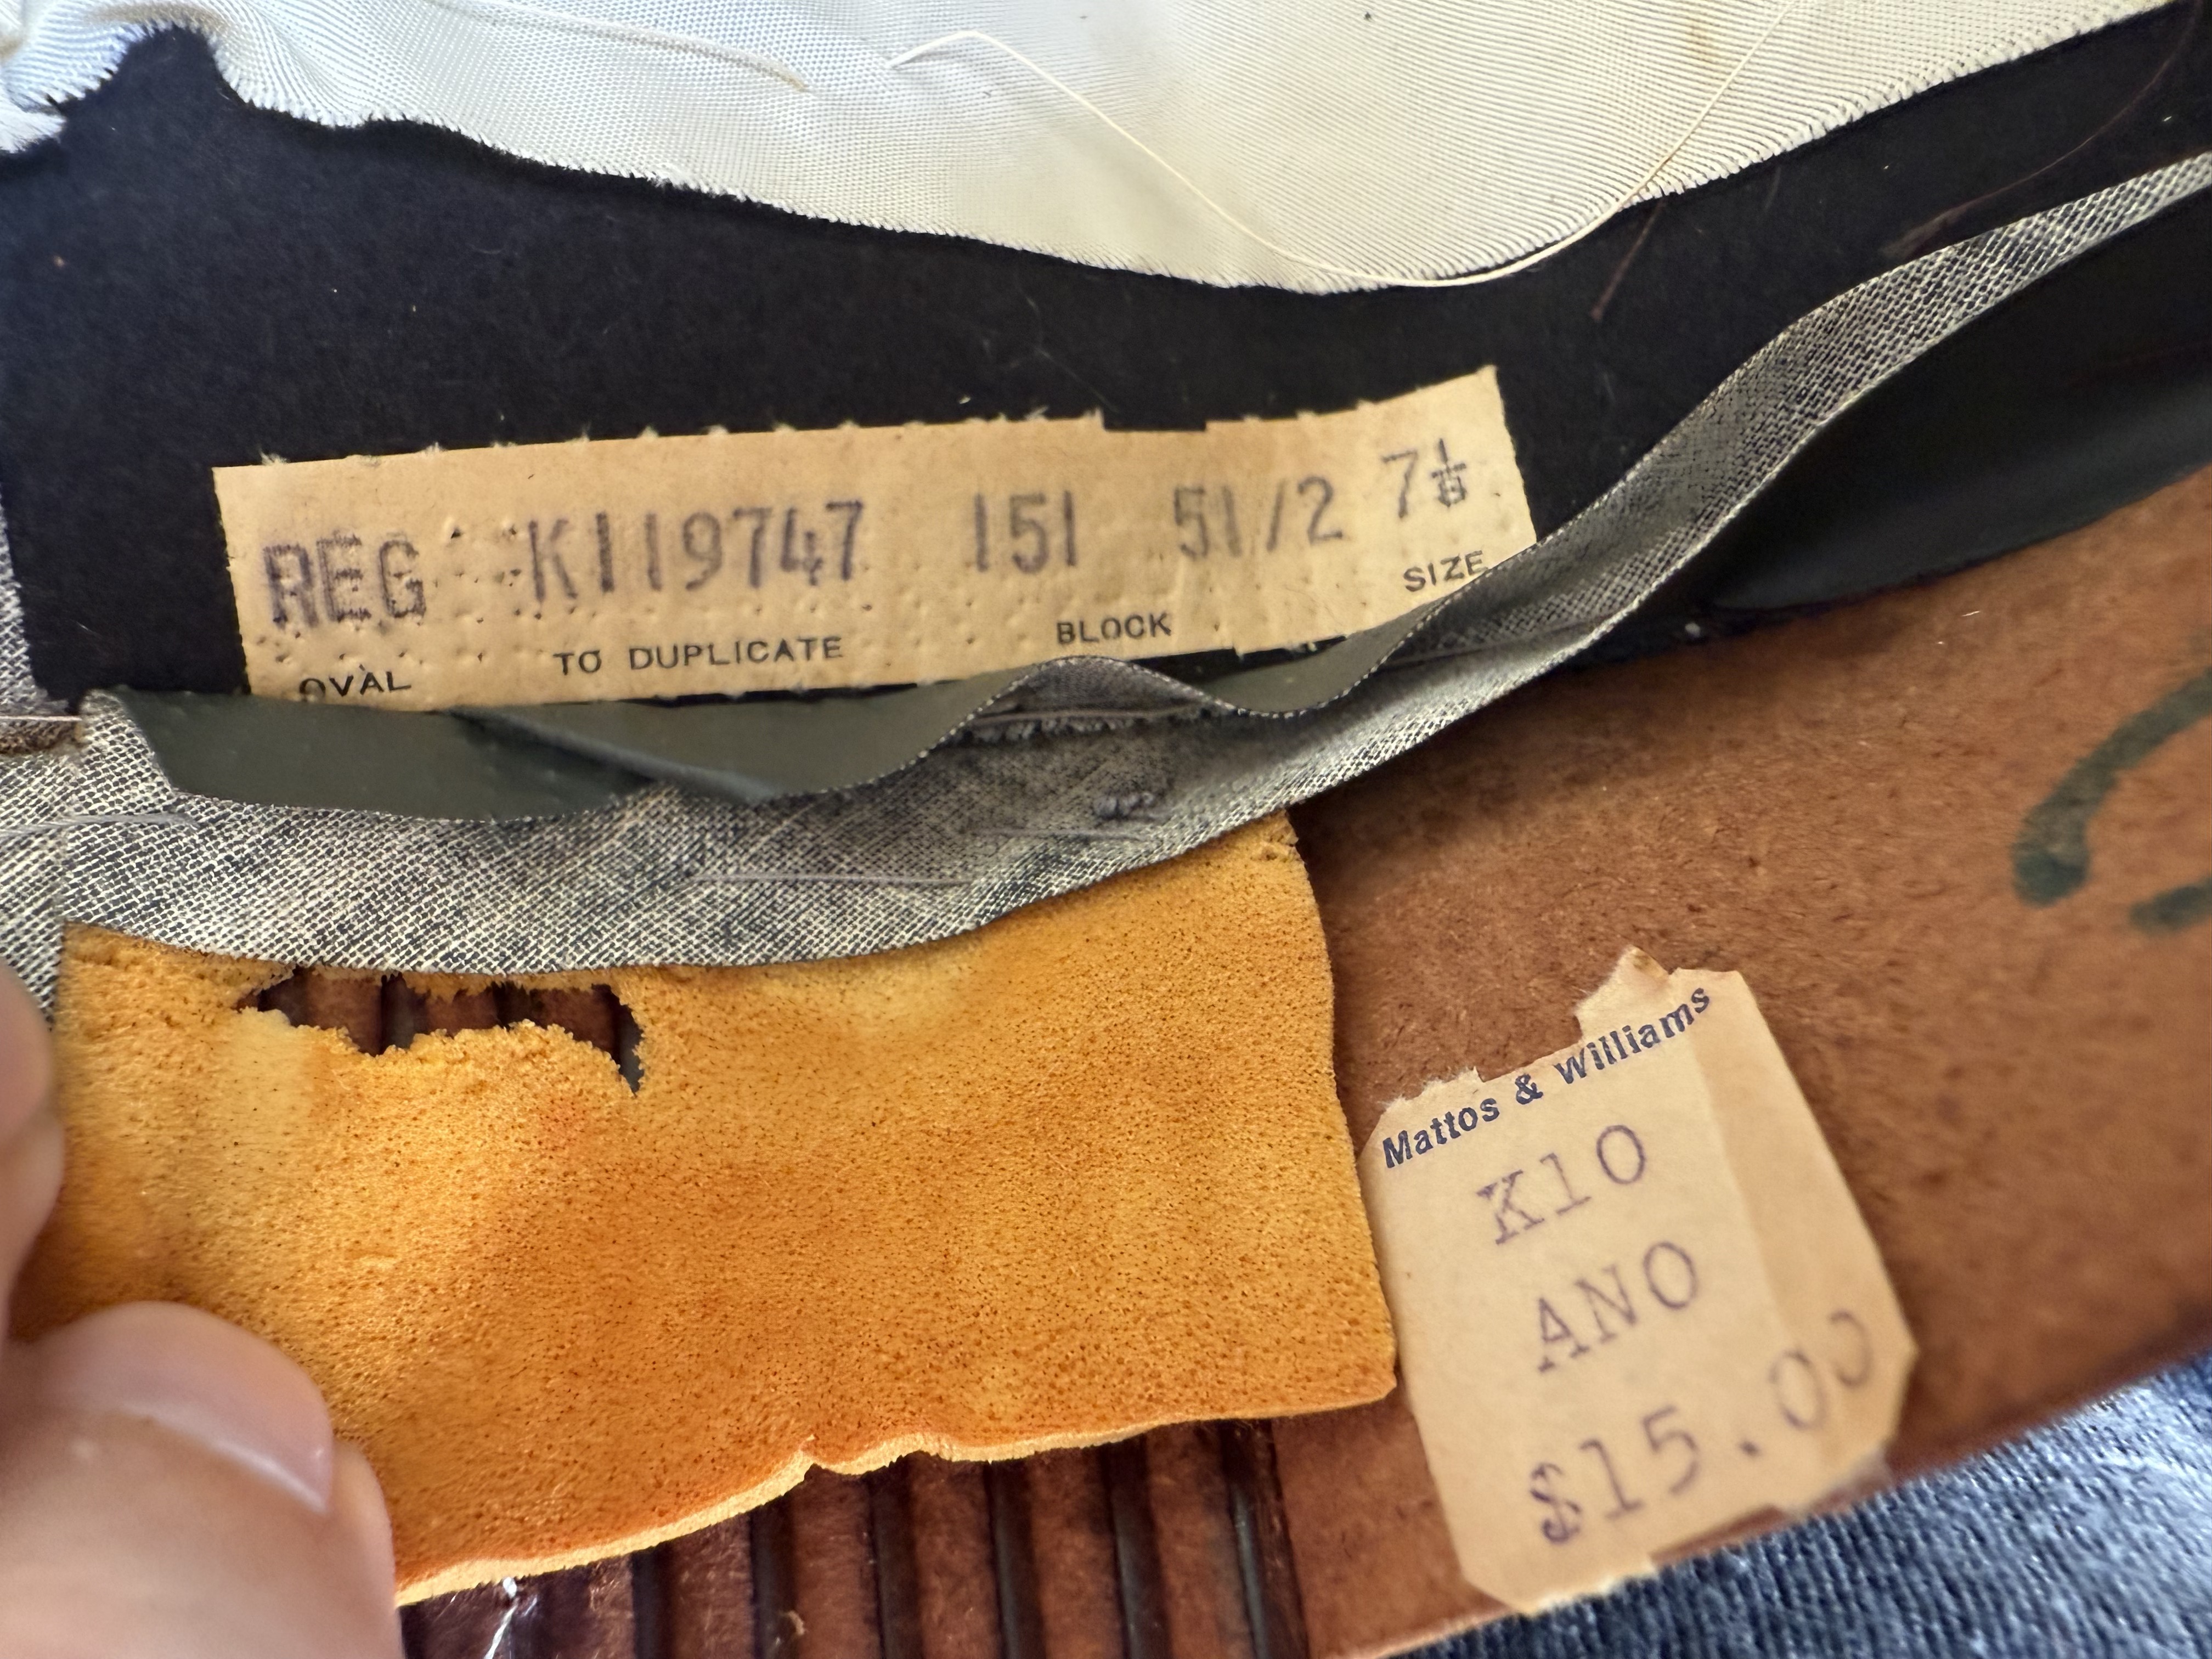 REG K119747 151 51/2 7⅛
OVAL TO DUPLICATE BLOCK SIZE
Mattos & Williams
K10
ANO
$15.00